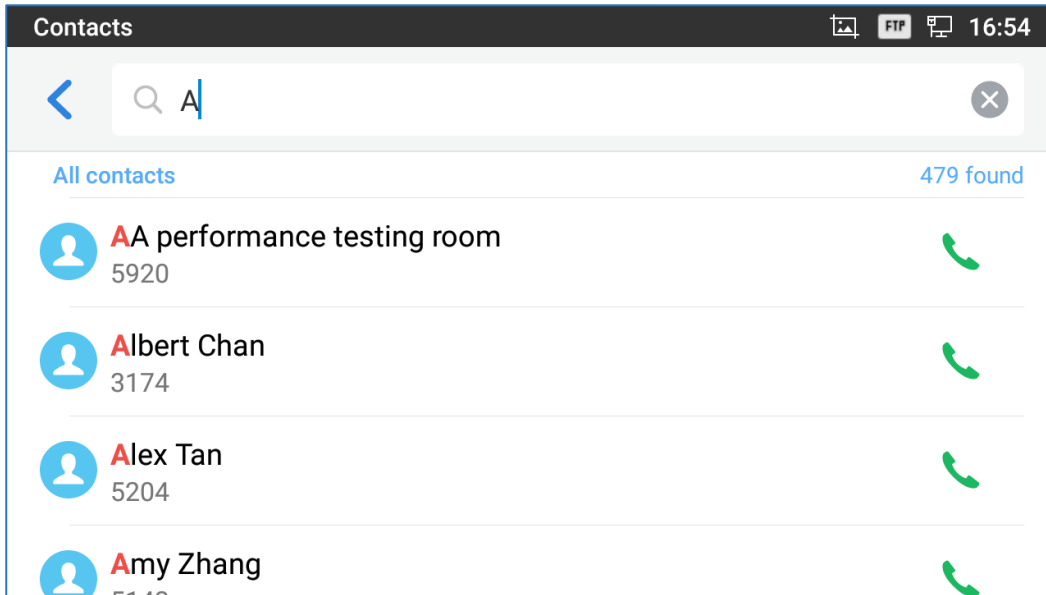 Contacts
FTP 16:54
A
All contacts 479 found
AA performance testing room
5920
Albert Chan
3174
Alex Tan
5204
Amy Zhang